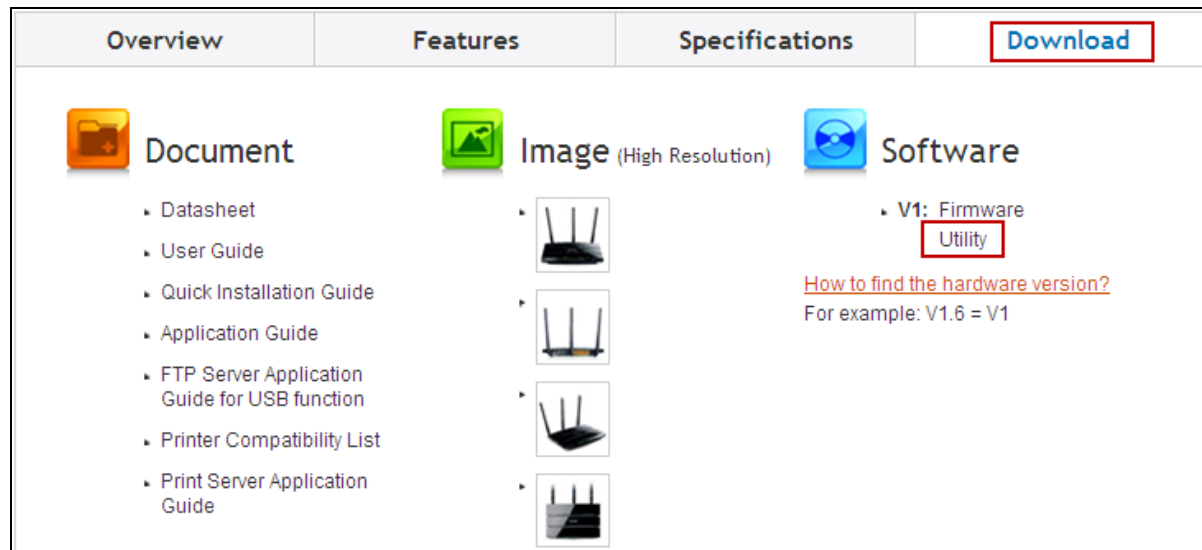 Overview Features Specifications Download
Document
Datasheet
User Guide
Quick Installation Guide
Application Guide
FTP Server Application
Guide for USB function
Printer Compatibility List
Print Server Application
Guide
Image (High Resolution)
Software
V1: Firmware
Utility
How to find the hardware version?
For example: V1.6 = V1